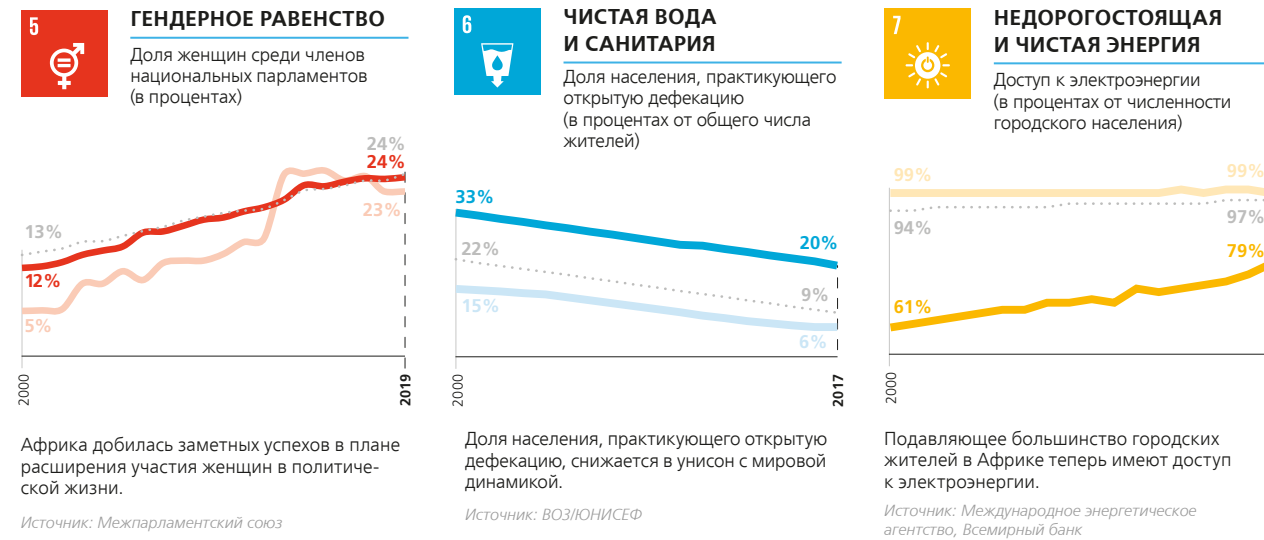 5
ГЕНДЕРНОЕ РАВЕНСТВО
Доля женщин среди членов
национальных парламентов
(в процентах)
24%
24%
23%
13%
12%
5%
2000
2019
Африка добилась заметных успехов в плане
расширения участия женщин в политиче-
ской жизни.
Источник: Межпарламентский союз
6
ЧИСТАЯ ВОДА
И САНИТАРИЯ
Доля населения, практикующего
открытую дефекацию
(в процентах от общего числа
жителей)
33%
22%
15%
20%
9%
6%
2000
2017
Доля населения, практикующего открытую
дефекацию, снижается в унисон с мировой
динамикой.
Источник: ВОЗ/ЮНИСЕФ
7
НЕДОРОГОСТОЯЩАЯ
И ЧИСТАЯ ЭНЕРГИЯ
Доступ к электроэнергии
(в процентах от численности
городского населения)
99%
99%
94%
97%
79%
61%
2000
Подавляющее большинство городских
жителей в Африке теперь имеют доступ
к электроэнергии.
Источник: Международное энергетическое
агентство, Всемирный банк